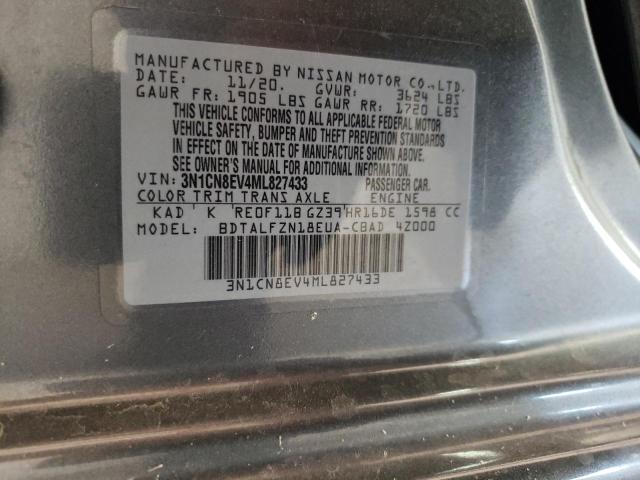 MANUFACTURED BY NISSAN MOTOR CO.,LTD.
DATE: 11/20. GVWR: 3624 LBS
GAWR FR: 1905 LBS GAWR RR: 1720 LBS
THIS VEHICLE CONFORMS TO ALL APPLICABLE FEDERAL MOTOR
VEHICLE SAFETY, BUMPER AND THEFT PREVENTION STANDARDS
IN EFFECT ON THE DATE OF MANUFACTURE SHOWN ABOVE.
SEE OWNER'S MANUAL FOR ADDITIONAL INFORMATION.
VIN: 3N1CN8EV4ML827433 PASSENGER CAR.
COLOR TRIM TRANS AXLE ENGINE
KAD K RE0F11B GZ39 HR16DE 1598 CC
MODEL: BDTALFZN18EUA-CBAD 4Z000
3N1CN8EV4ML827433